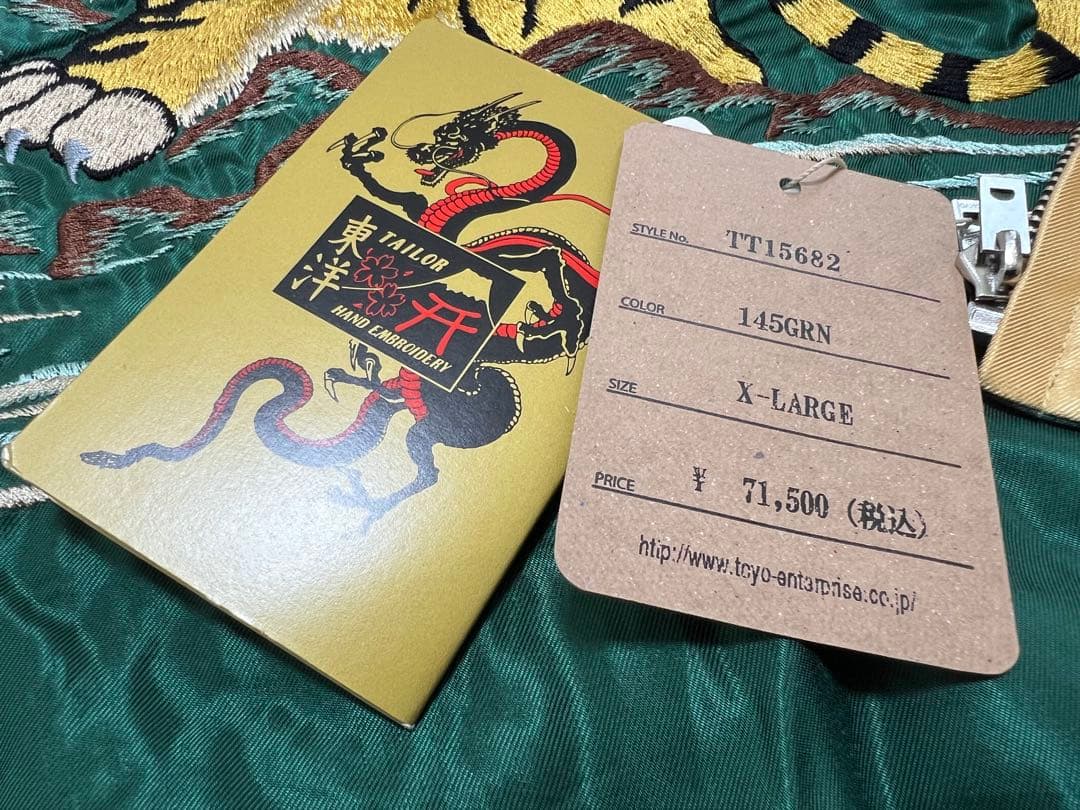 東洋
TAILOR
HAND EMBROIDERY
STYLE No. TT15682
COLOR 145GRN
SIZE X-LARGE
PRICE ¥ 71,500 (税込)
http://www.toyo-enterprise.co.jp/